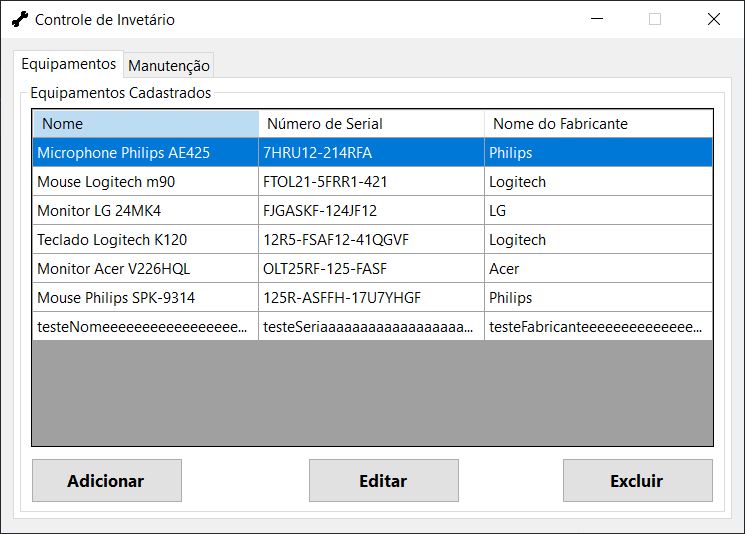 Controle de Invetário
Equipamentos Manutenção
Equipamentos Cadastrados
Nome Número de Serial Nome do Fabricante
Microphone Philips AE425 7HRU12-214RFA Philips
Mouse Logitech m90 FTOL21-5FRR1-421 Logitech
Monitor LG 24MK4 FJGASKF-124JF12 LG
Teclado Logitech K120 12R5-FSAF12-41QGVF Logitech
Monitor Acer V226HQL OLT25RF-125-FASF Acer
Mouse Philips SPK-9314 125R-ASFFH-17U7YHGF Philips
testeNomeeeeeeeeeeeeeeeee... testeSeriaaaaaaaaaaaaaaaaaa... testeFabricanteeeeeeeeeeeeee...
Adicionar Editar Excluir